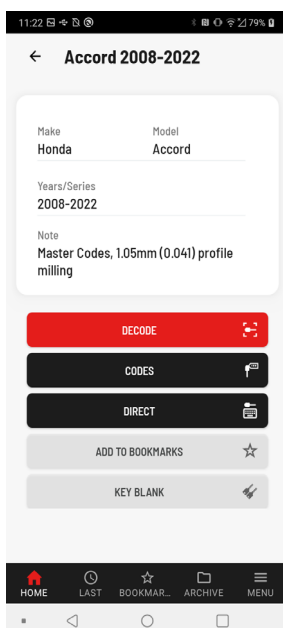 11:22 79%
Accord 2008-2022
Make Model
Honda Accord
Years/Series
2008-2022
Note
Master Codes, 1.05mm (0.041) profile
milling
DECODE
CODES
DIRECT
ADD TO BOOKMARKS
KEY BLANK
HOME LAST BOOKMAR... ARCHIVE MENU